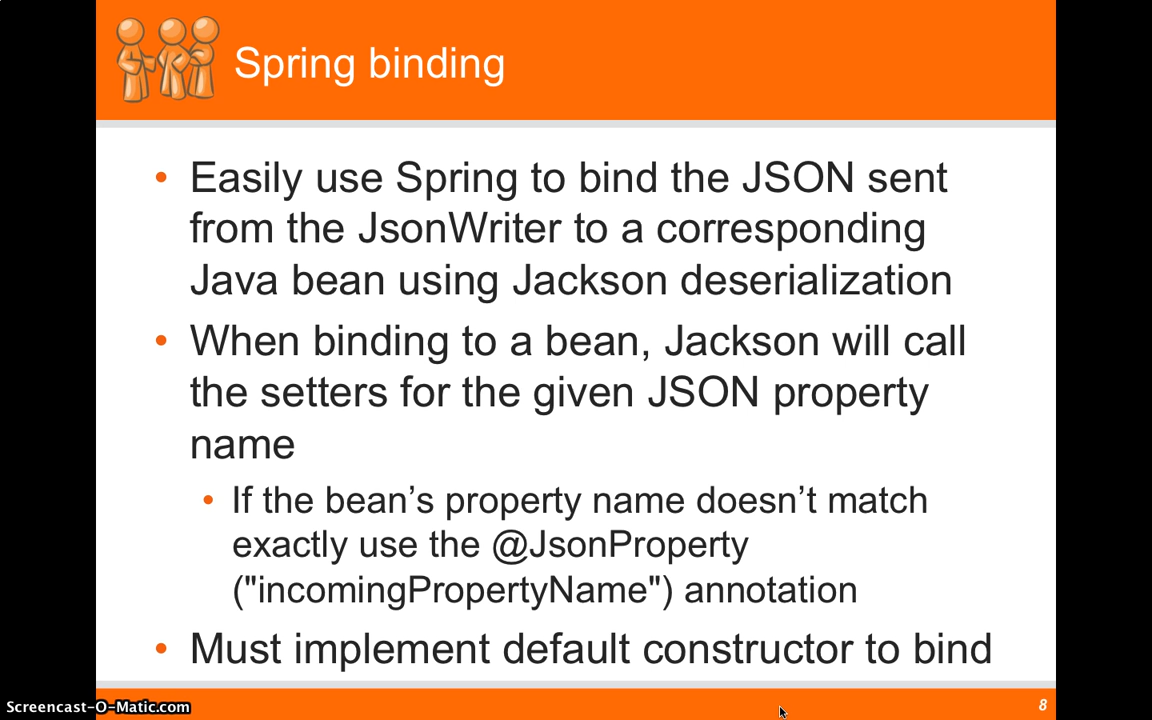 Spring binding
• Easily use Spring to bind the JSON sent
from the JsonWriter to a corresponding
Java bean using Jackson deserialization
• When binding to a bean, Jackson will call
the setters for the given JSON property
name
• If the bean’s property name doesn’t match
exactly use the @JsonProperty
("incomingPropertyName") annotation
• Must implement default constructor to bind
Screencast-O-Matic.com
8